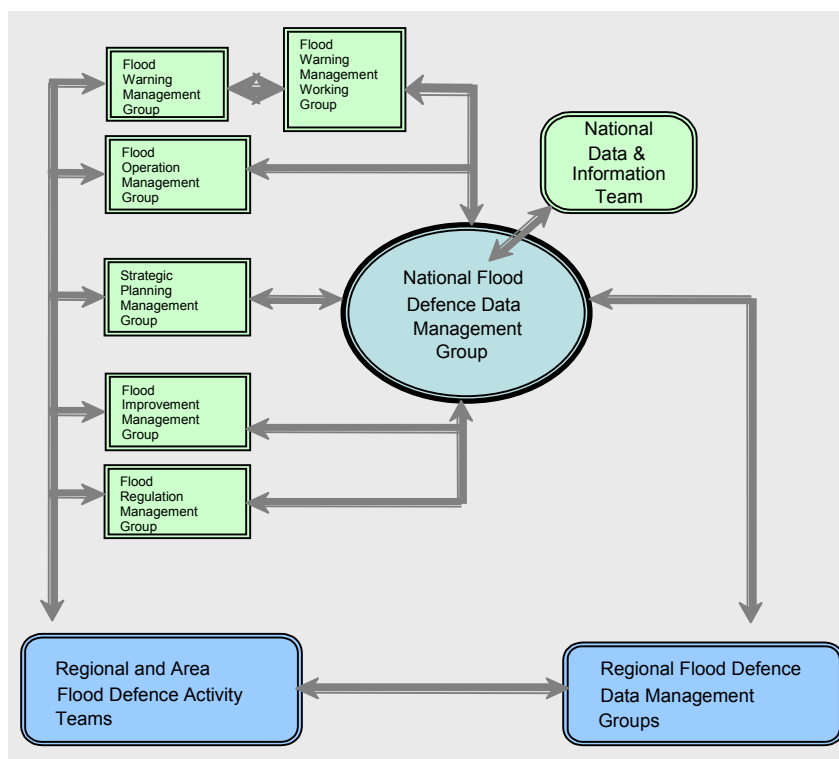 Flood
Warning
Management
Group
Flood
Warning
Management
Working
Group
National
Data &
Information
Team
Flood
Operation
Management
Group
Strategic
Planning
Management
Group
National Flood
Defence Data
Management
Group
Flood
Improvement
Management
Group
Flood
Regulation
Management
Group
Regional and Area
Flood Defence Activity
Teams
Regional Flood Defence
Data Management
Groups